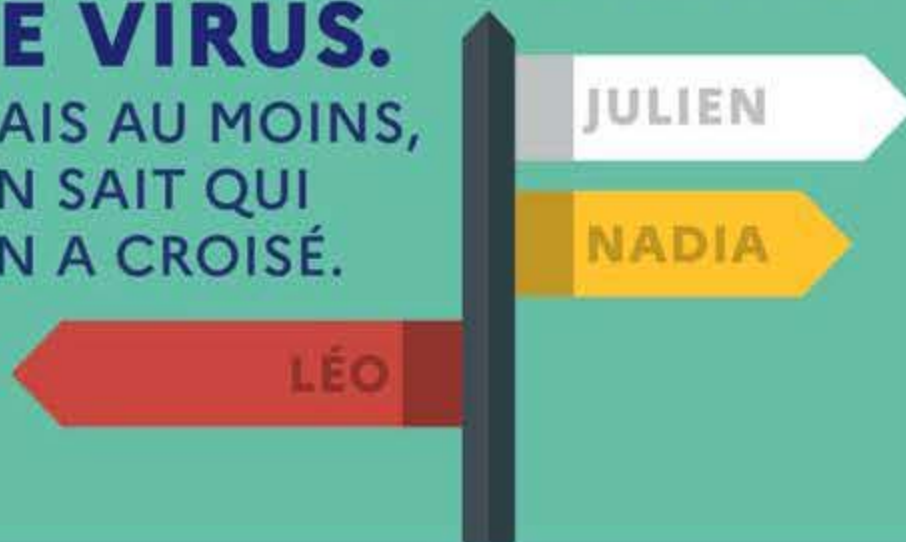 E VIRUS.
AIS AU MOINS,
N SAIT QUI
N A CROISÉ.
JULIEN
NADIA
LÉO